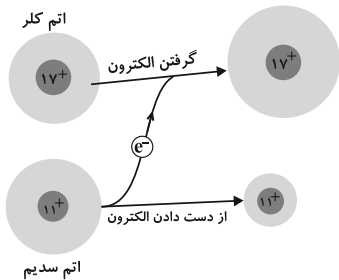 اتم کلر
۱۷+
گرفتن الکترون
۱۷+
e−
۱۱+
از دست دادن الکترون
۱۱+
اتم سدیم